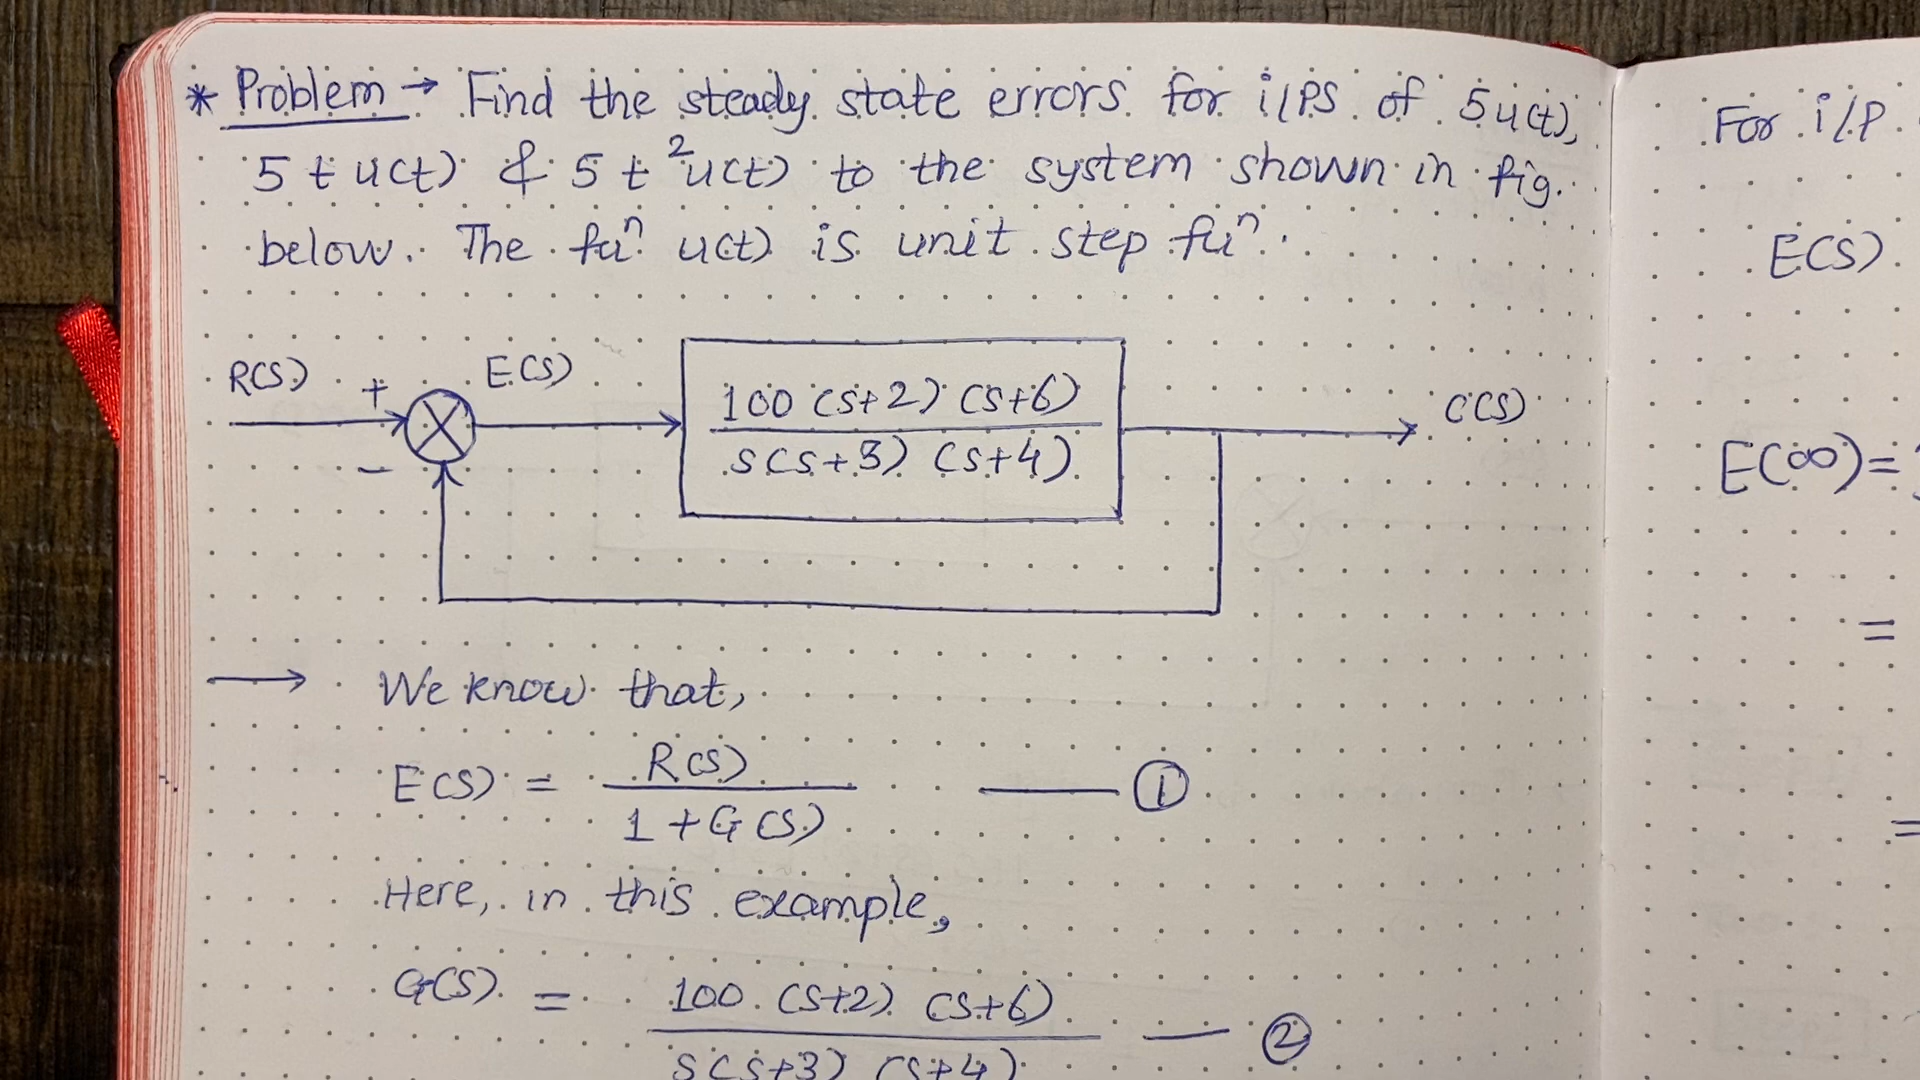 * Problem → Find the steady state errors for i/ps of 5u(t),
5tu(t) & 5t²u(t) to the system shown in fig.
below. The fuⁿ u(t) is unit step fuⁿ.
R(s) + E(s) 100 (s+2) (s+6) C(s)
− s(s+3) (s+4)
→ We know that,
E(s) = R(s) —— ①
1+G(s)
Here, in this example,
G(s) = 100 (s+2) (s+6) — ②
s(s+3) (s+4)
For i/p
E(s)
E(∞)=
=
=